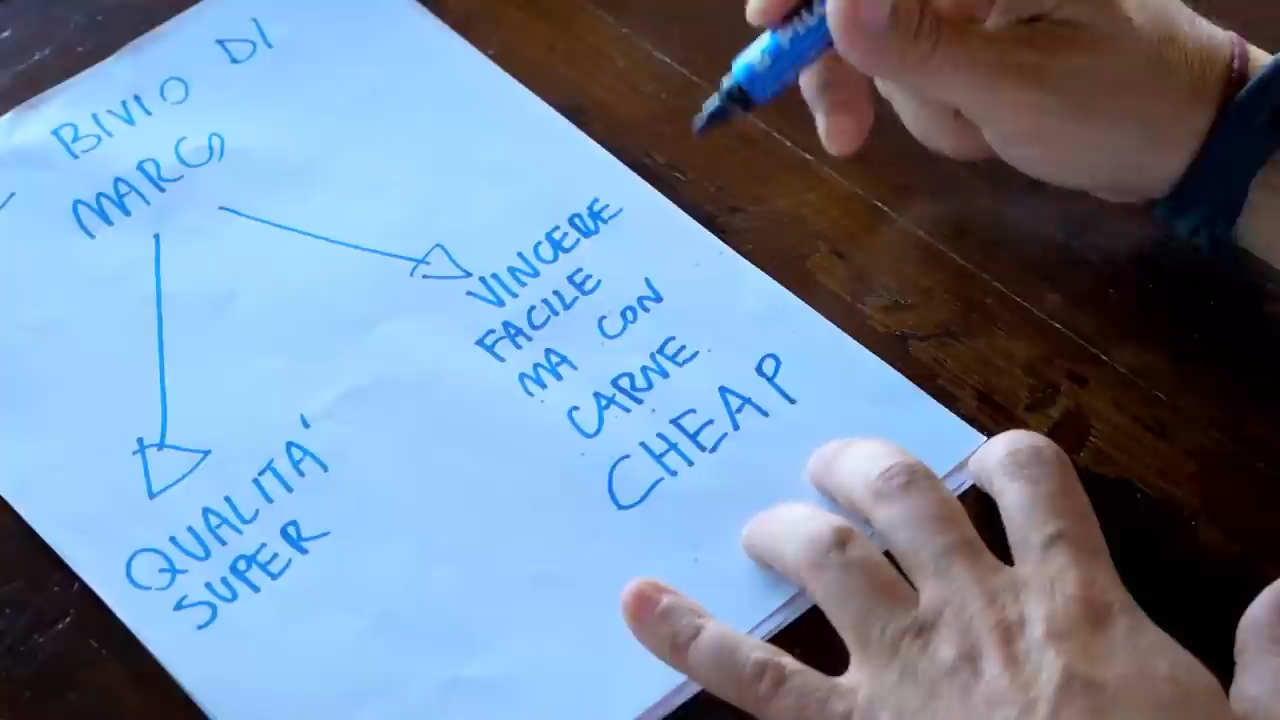 BIVIO DI
MARCO
VINCERE
FACILE
MA CON
CARNE
CHEAP
QUALITA'
SUPER